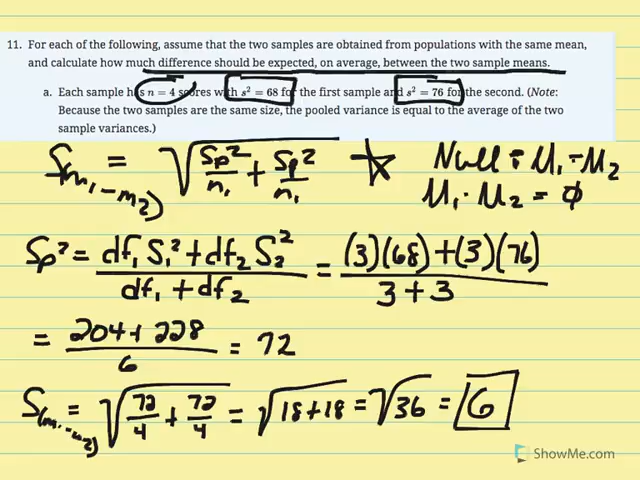 11. For each of the following, assume that the two samples are obtained from populations with the same mean,
and calculate how much difference should be expected, on average, between the two sample means.
a. Each sample has n = 4 scores with s² = 68 for the first sample and s² = 76 for the second. (Note:
Because the two samples are the same size, the pooled variance is equal to the average of the two
sample variances.)
S(m₁ - m₂) = √(Sp²/n₁ + Sp²/n₁) Null: M₁ = M₂
M₁ - M₂ = ϕ
Sp² = (df₁ S₁² + df₂ S₂²)/(df₁ + df₂) = ((3)(68) + (3)(76))/(3 + 3)
= (204 + 228)/6 = 72
S(m₁ - m₂) = √(72/4 + 72/4) = √(18 + 18) = √36 = 6
ShowMe.com